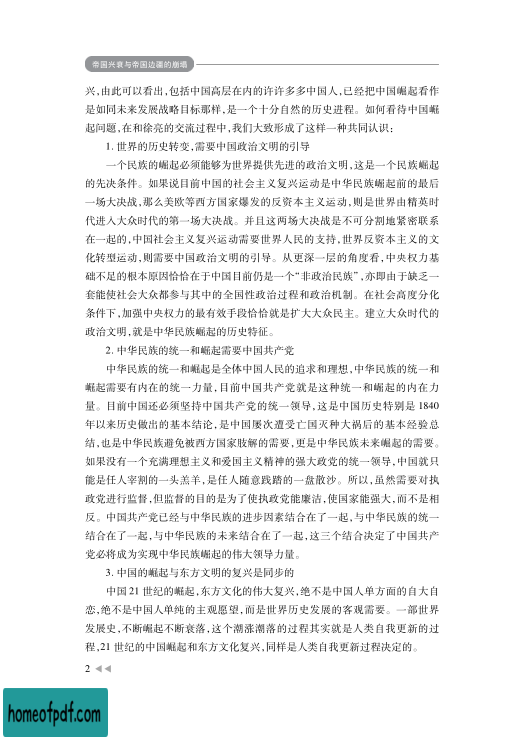 帝国兴衰与帝国边疆的崩塌
兴,由此可以看出,包括中国高层在内的许许多多中国人,已经把中国崛起看作
是如同未来发展战略目标那样,是一个十分自然的历史进程。如何看待中国崛
起问题,在和徐亮的交流过程中,我们大致形成了这样一种共同认识:
1. 世界的历史转变,需要中国政治文明的引导
一个民族的崛起必须能够为世界提供先进的政治文明,这是一个民族崛起
的先决条件。如果说目前中国的社会主义复兴运动是中华民族崛起前的最后
一场大决战,那么美欧等西方国家爆发的反资本主义运动,则是世界由精英时
代进入大众时代的第一场大决战。并且这两场大决战是不可分割地紧密联系
在一起的,中国社会主义复兴运动需要世界人民的支持,世界反资本主义的文
化转型运动,则需要中国政治文明的引导。从更深一层的角度看,中央权力基
础不足的根本原因恰恰在于中国目前仍是一个“非政治民族”,亦即由于缺乏一
套能使社会大众都参与其中的全国性政治过程和政治机制。在社会高度分化
条件下,加强中央权力的最有效手段恰恰就是扩大大众民主。建立大众时代的
政治文明,就是中华民族崛起的历史特征。
2. 中华民族的统一和崛起需要中国共产党
中华民族的统一和崛起是全体中国人民的追求和理想,中华民族的统一和
崛起需要有内在的统一力量,目前中国共产党就是这种统一和崛起的内在力
量。目前中国还必须坚持中国共产党的统一领导,这是中国历史特别是 1840
年以来历史做出的基本结论,是中国屡次遭受亡国灭种大祸后的基本经验总
结,也是中华民族避免被西方国家肢解的需要,更是中华民族未来崛起的需要。
如果没有一个充满理想主义和爱国主义精神的强大政党的统一领导,中国就只
能是任人宰割的一头羔羊,是任人随意践踏的一盘散沙。所以,虽然需要对执
政党进行监督,但监督的目的是为了使执政党能廉洁,使国家能强大,而不是相
反。中国共产党已经与中华民族的进步因素结合在了一起,与中华民族的统一
结合在了一起,与中华民族的未来结合在了一起,这三个结合决定了中国共产
党必将成为实现中华民族崛起的伟大领导力量。
3. 中国的崛起与东方文明的复兴是同步的
中国 21 世纪的崛起,东方文化的伟大复兴,绝不是中国人单方面的自大自
恋,绝不是中国人单纯的主观愿望,而是世界历史发展的客观需要。一部世界
发展史,不断崛起不断衰落,这个潮涨潮落的过程其实就是人类自我更新的过
程,21 世纪的中国崛起和东方文化复兴,同样是人类自我更新过程决定的。
2
homeofpdf.com